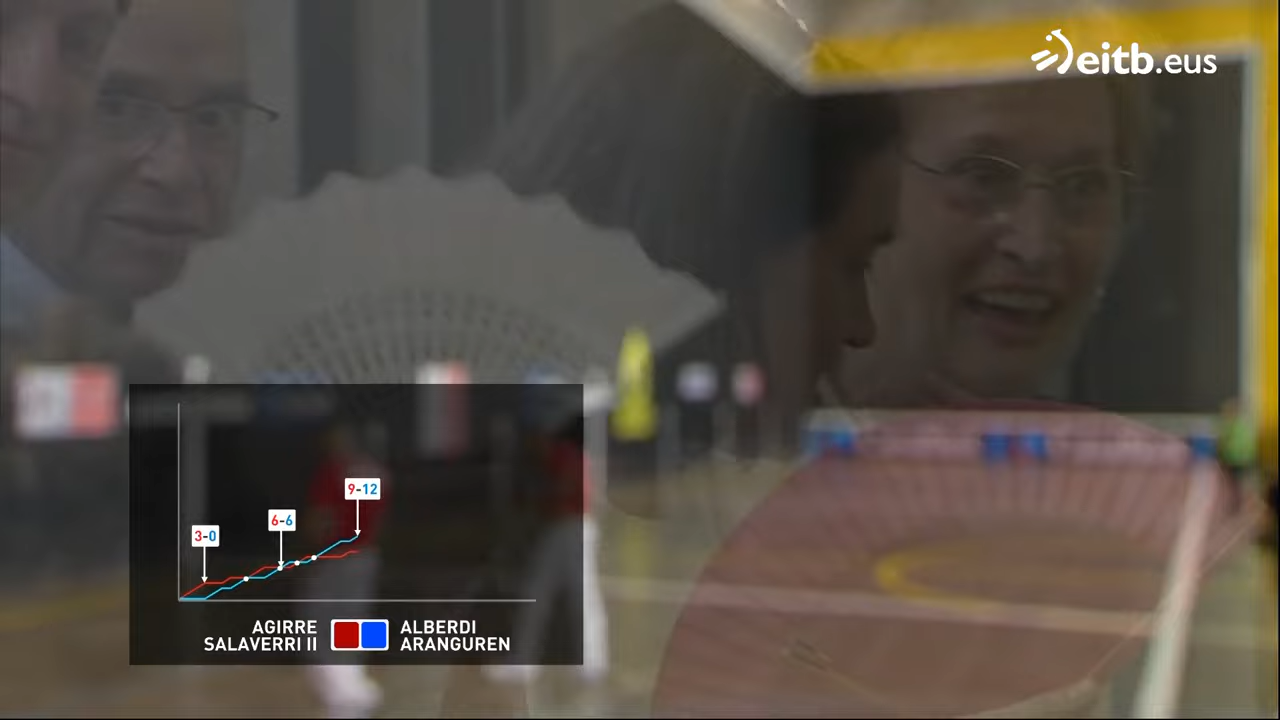 eitb.eus
9-12
6-6
3-0
AGIRRE
SALAVERRI II
ALBERDI
ARANGUREN